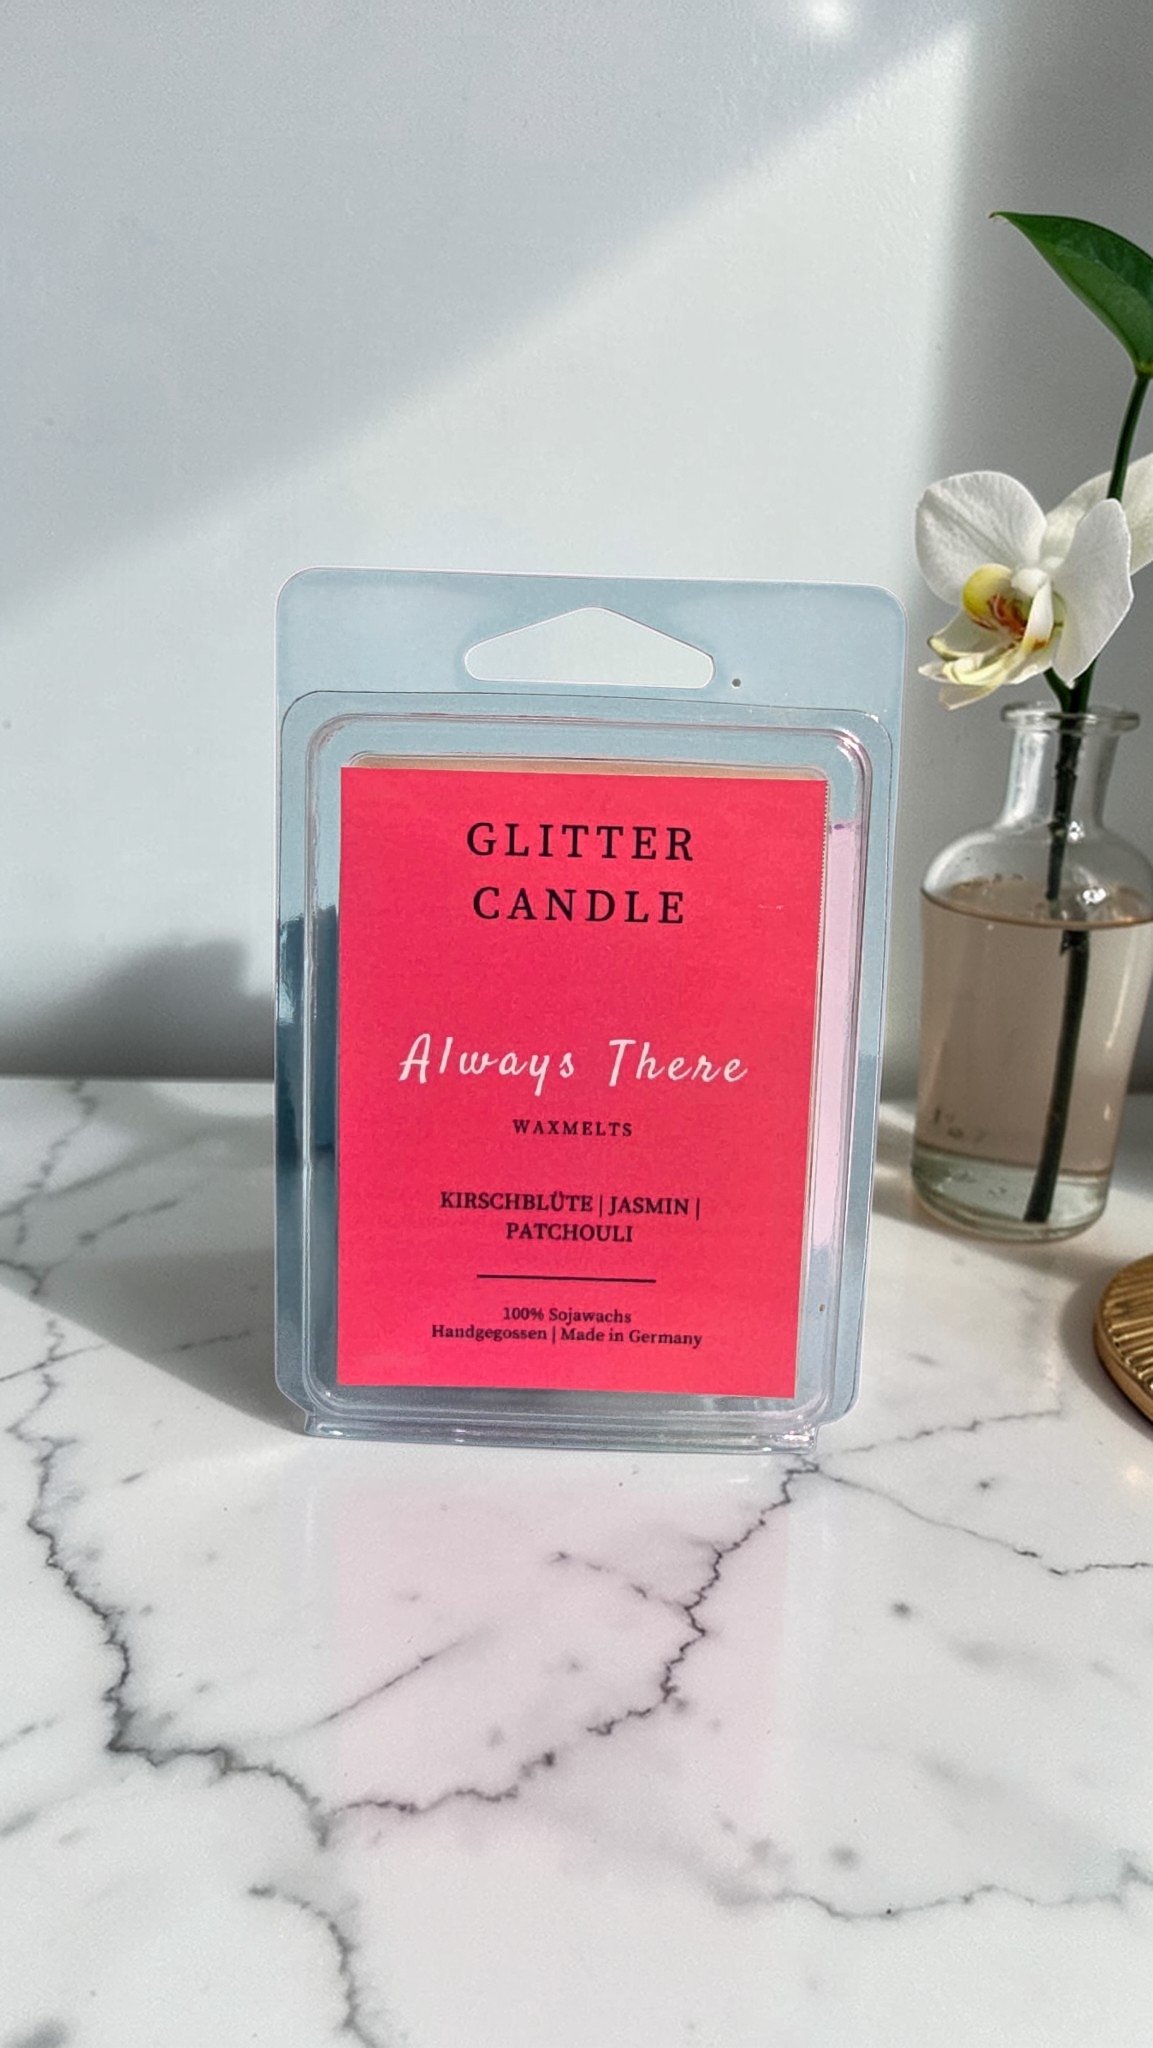 GLITTER
CANDLE
Always There
WAXMELTS
KIRSCHBLÜTE | JASMIN |
PATCHOULI
100% Sojawachs
Handgegossen | Made in Germany